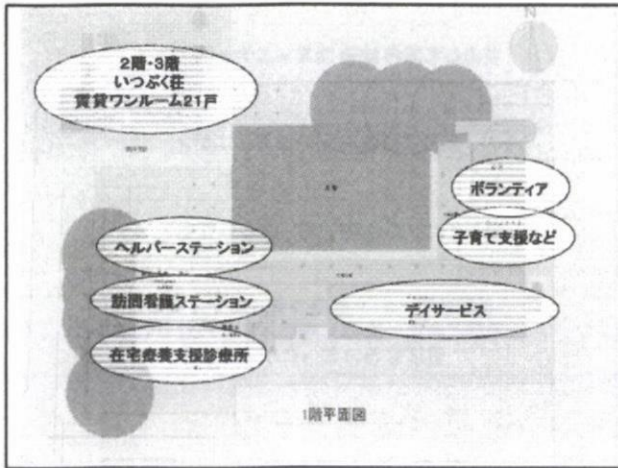 N
2階・3階
いつぷく荘
賃貸ワンルーム21戸
ボランティア
子育て支援など
ヘルパーステーション
訪問看護ステーション
デイサービス
在宅療養支援診療所
1階平面図